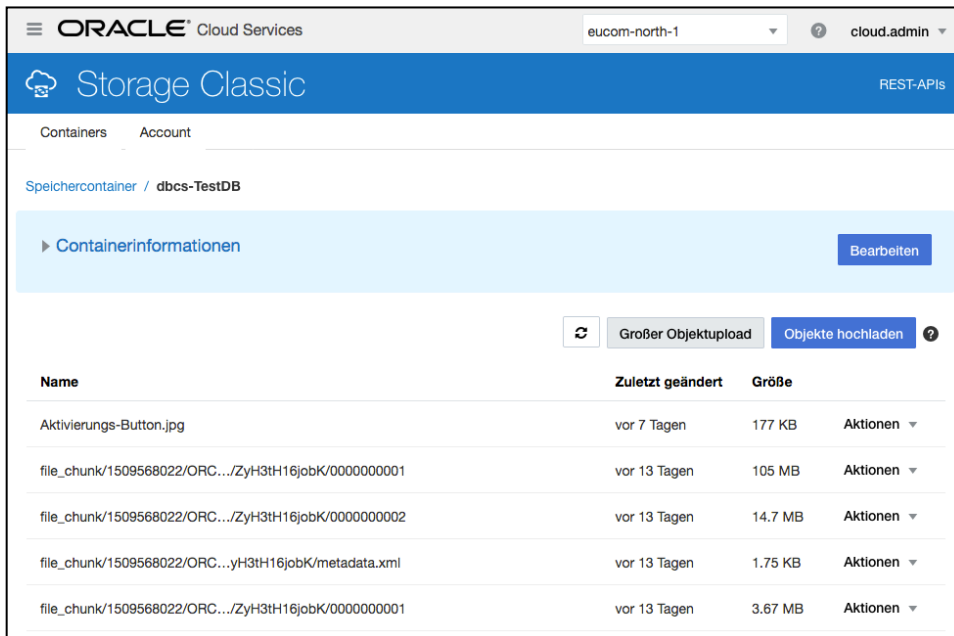 ORACLE® Cloud Services eucom-north-1 ? cloud.admin
Storage Classic REST-APIs
Containers Account
Speichercontainer / dbcs-TestDB
Containerinformationen Bearbeiten
Großer Objektupload Objekte hochladen ?
Name Zuletzt geändert Größe
Aktivierungs-Button.jpg vor 7 Tagen 177 KB Aktionen
file_chunk/1509568022/ORC.../ZyH3tH16jobK/0000000001 vor 13 Tagen 105 MB Aktionen
file_chunk/1509568022/ORC.../ZyH3tH16jobK/0000000002 vor 13 Tagen 14.7 MB Aktionen
file_chunk/1509568022/ORC...yH3tH16jobK/metadata.xml vor 13 Tagen 1.75 KB Aktionen
file_chunk/1509568022/ORC.../ZyH3tH16jobK/0000000001 vor 13 Tagen 3.67 MB Aktionen